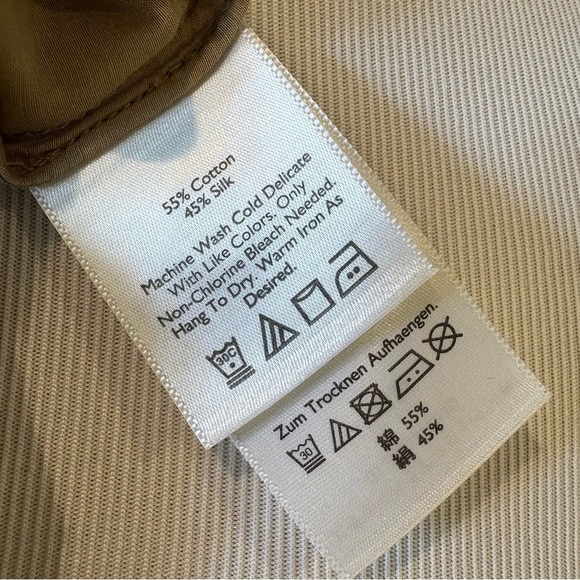 55% Cotton
45% Silk
Machine Wash Cold Delicate
With Like Colors. Only
Non-Chlorine Bleach Needed.
Hang To Dry. Warm Iron As
Desired.
30C
Zum Trocknen Aufhaengen.
30
綿 55%
絹 45%